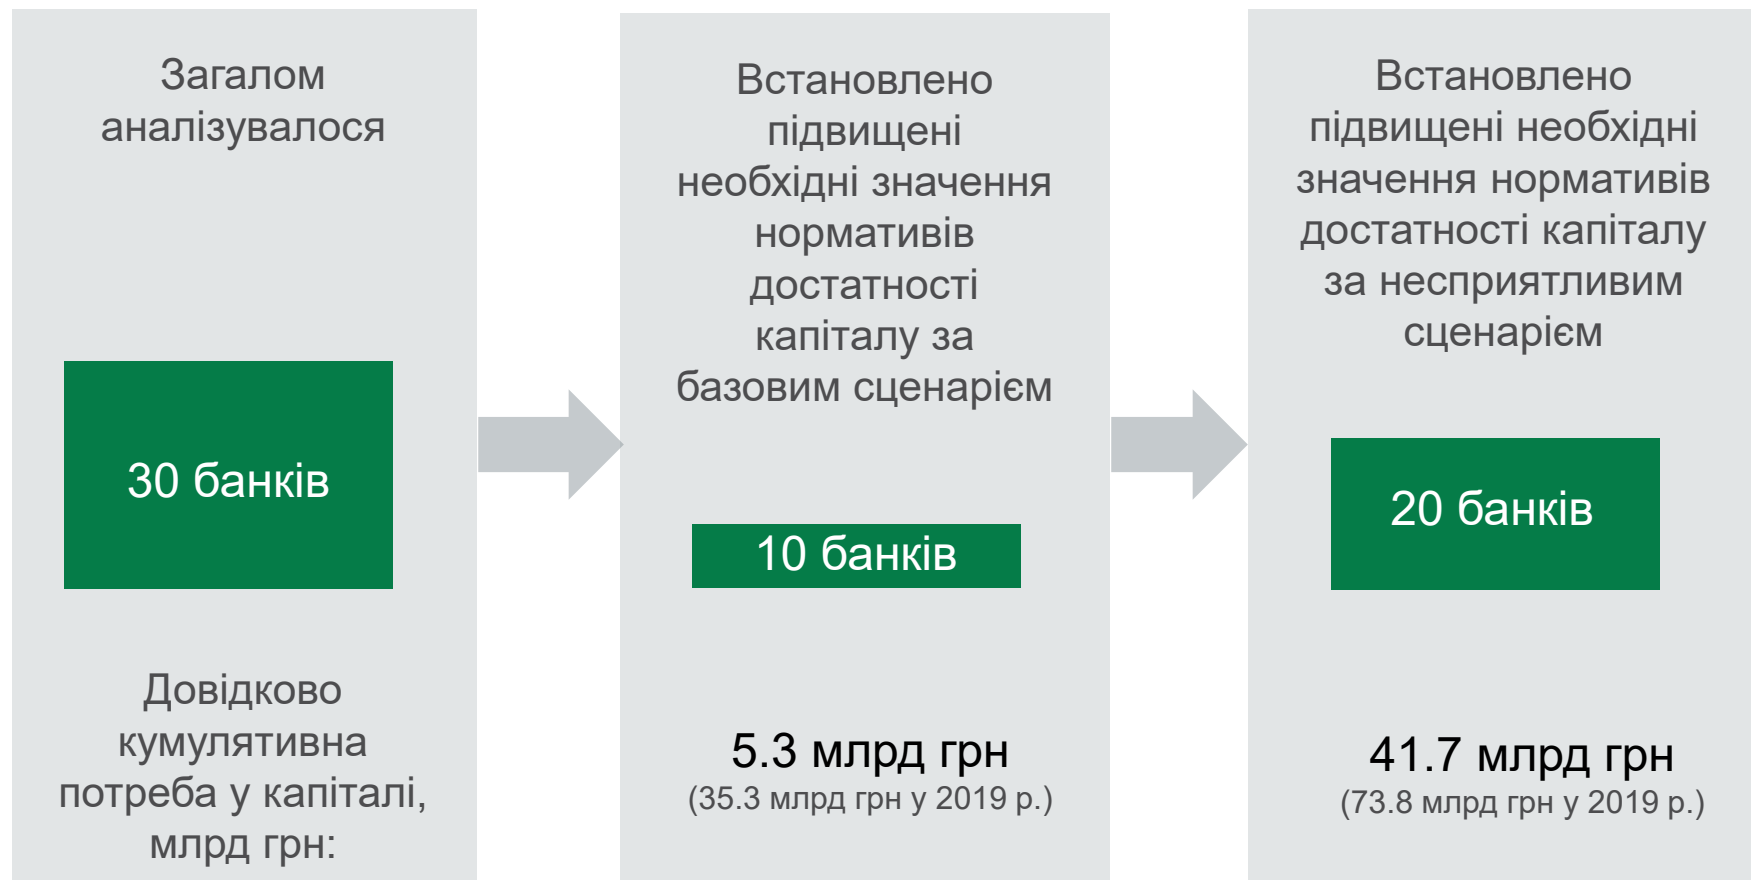 Загалом
аналізувалося
30 банків
Довідково
кумулятивна
потреба у капіталі,
млрд грн:
Встановлено
підвищені
необхідні значення
нормативів
достатності
капіталу за
базовим сценарієм
10 банків
5.3 млрд грн
(35.3 млрд грн у 2019 р.)
Встановлено
підвищені необхідні
значення нормативів
достатності капіталу
за несприятливим
сценарієм
20 банків
41.7 млрд грн
(73.8 млрд грн у 2019 р.)